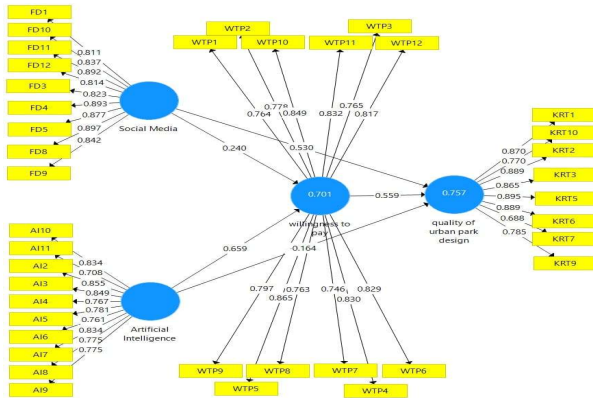 FD1
FD10
FD11
FD12
FD3
FD4
FD5
FD8
FD9
0.811
0.837
0.892
0.814
0.823
0.893
0.877
0.897
0.842
Social Media
WTP1
WTP2
WTP10
WTP11
WTP3
WTP12
0.764
0.778
0.849
0.832
0.765
0.817
0.240
0.530
0.701
willingness to
pay
0.559
0.757
quality of
urban park
design
0.659
0.164
KRT1
KRT10
KRT2
KRT3
KRT5
KRT6
KRT7
KRT9
0.870
0.770
0.889
0.865
0.895
0.889
0.688
0.785
AI10
AI11
AI2
AI3
AI4
AI5
AI6
AI7
AI8
AI9
0.834
0.708
0.855
0.849
0.767
0.781
0.761
0.834
0.775
0.775
Artificial
Intelligence
0.797
0.865
0.763
0.746
0.830
0.829
WTP9
WTP5
WTP8
WTP7
WTP4
WTP6